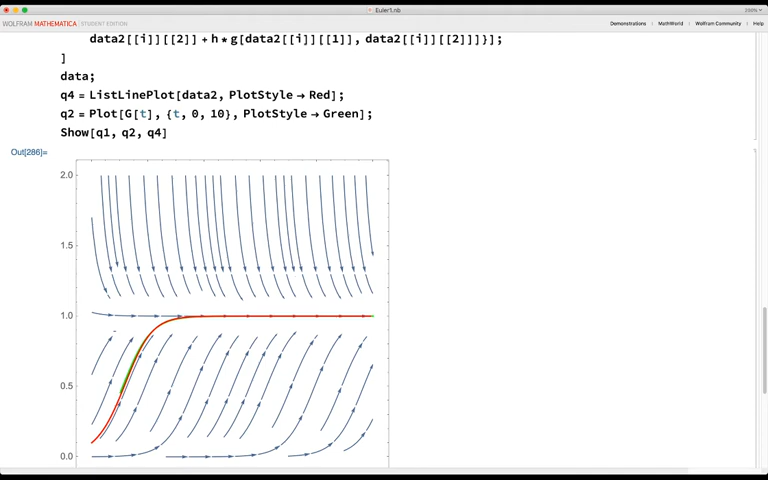 Euler1.nb
100%
WOLFRAM MATHEMATICA | STUDENT EDITION
Demonstrations | MathWorld | Wolfram Community | Help
data2[[i]][[2]] + h * g[data2[[i]][[1]], data2[[i]][[2]]]}];
]
data;
q4 = ListLinePlot[data2, PlotStyle → Red];
q2 = Plot[G[t], {t, 0, 10}, PlotStyle → Green];
Show[q1, q2, q4]
Out[286]=
2.0
1.5
1.0
0.5
0.0